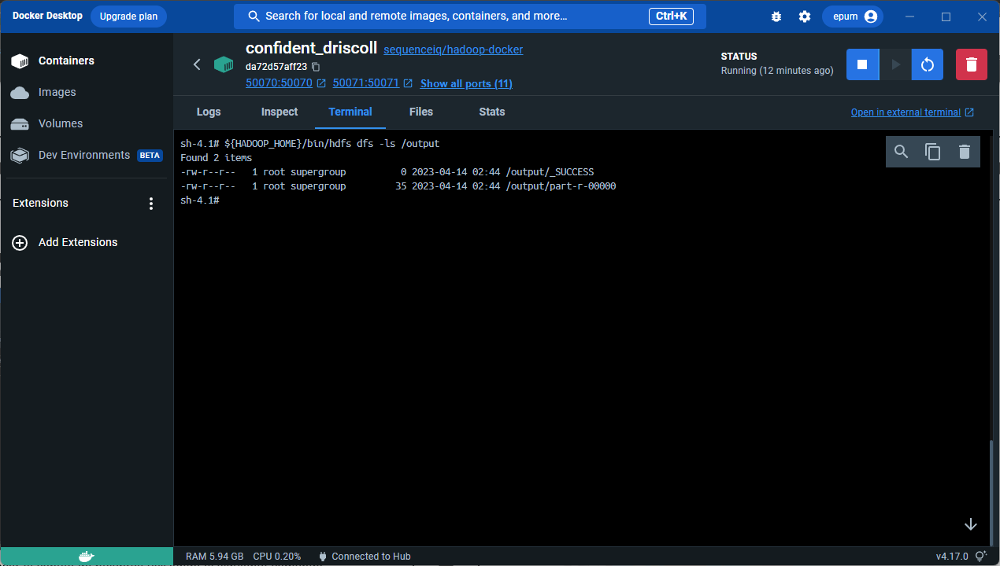 Docker Desktop Upgrade plan Search for local and remote images, containers, and more... Ctrl+K epum
Containers
Images
Volumes
Dev Environments BETA
Extensions
Add Extensions
confident_driscoll sequenceiq/hadoop-docker
da72d57aff23
50070:50070 50071:50071 Show all ports (11)
STATUS
Running (12 minutes ago)
Logs Inspect Terminal Files Stats Open in external terminal
sh-4.1# ${HADOOP_HOME}/bin/hdfs dfs -ls /output
Found 2 items
-rw-r--r--   1 root supergroup          0 2023-04-14 02:44 /output/_SUCCESS
-rw-r--r--   1 root supergroup         35 2023-04-14 02:44 /output/part-r-00000
sh-4.1#
RAM 5.94 GB CPU 0.20% Connected to Hub v4.17.0